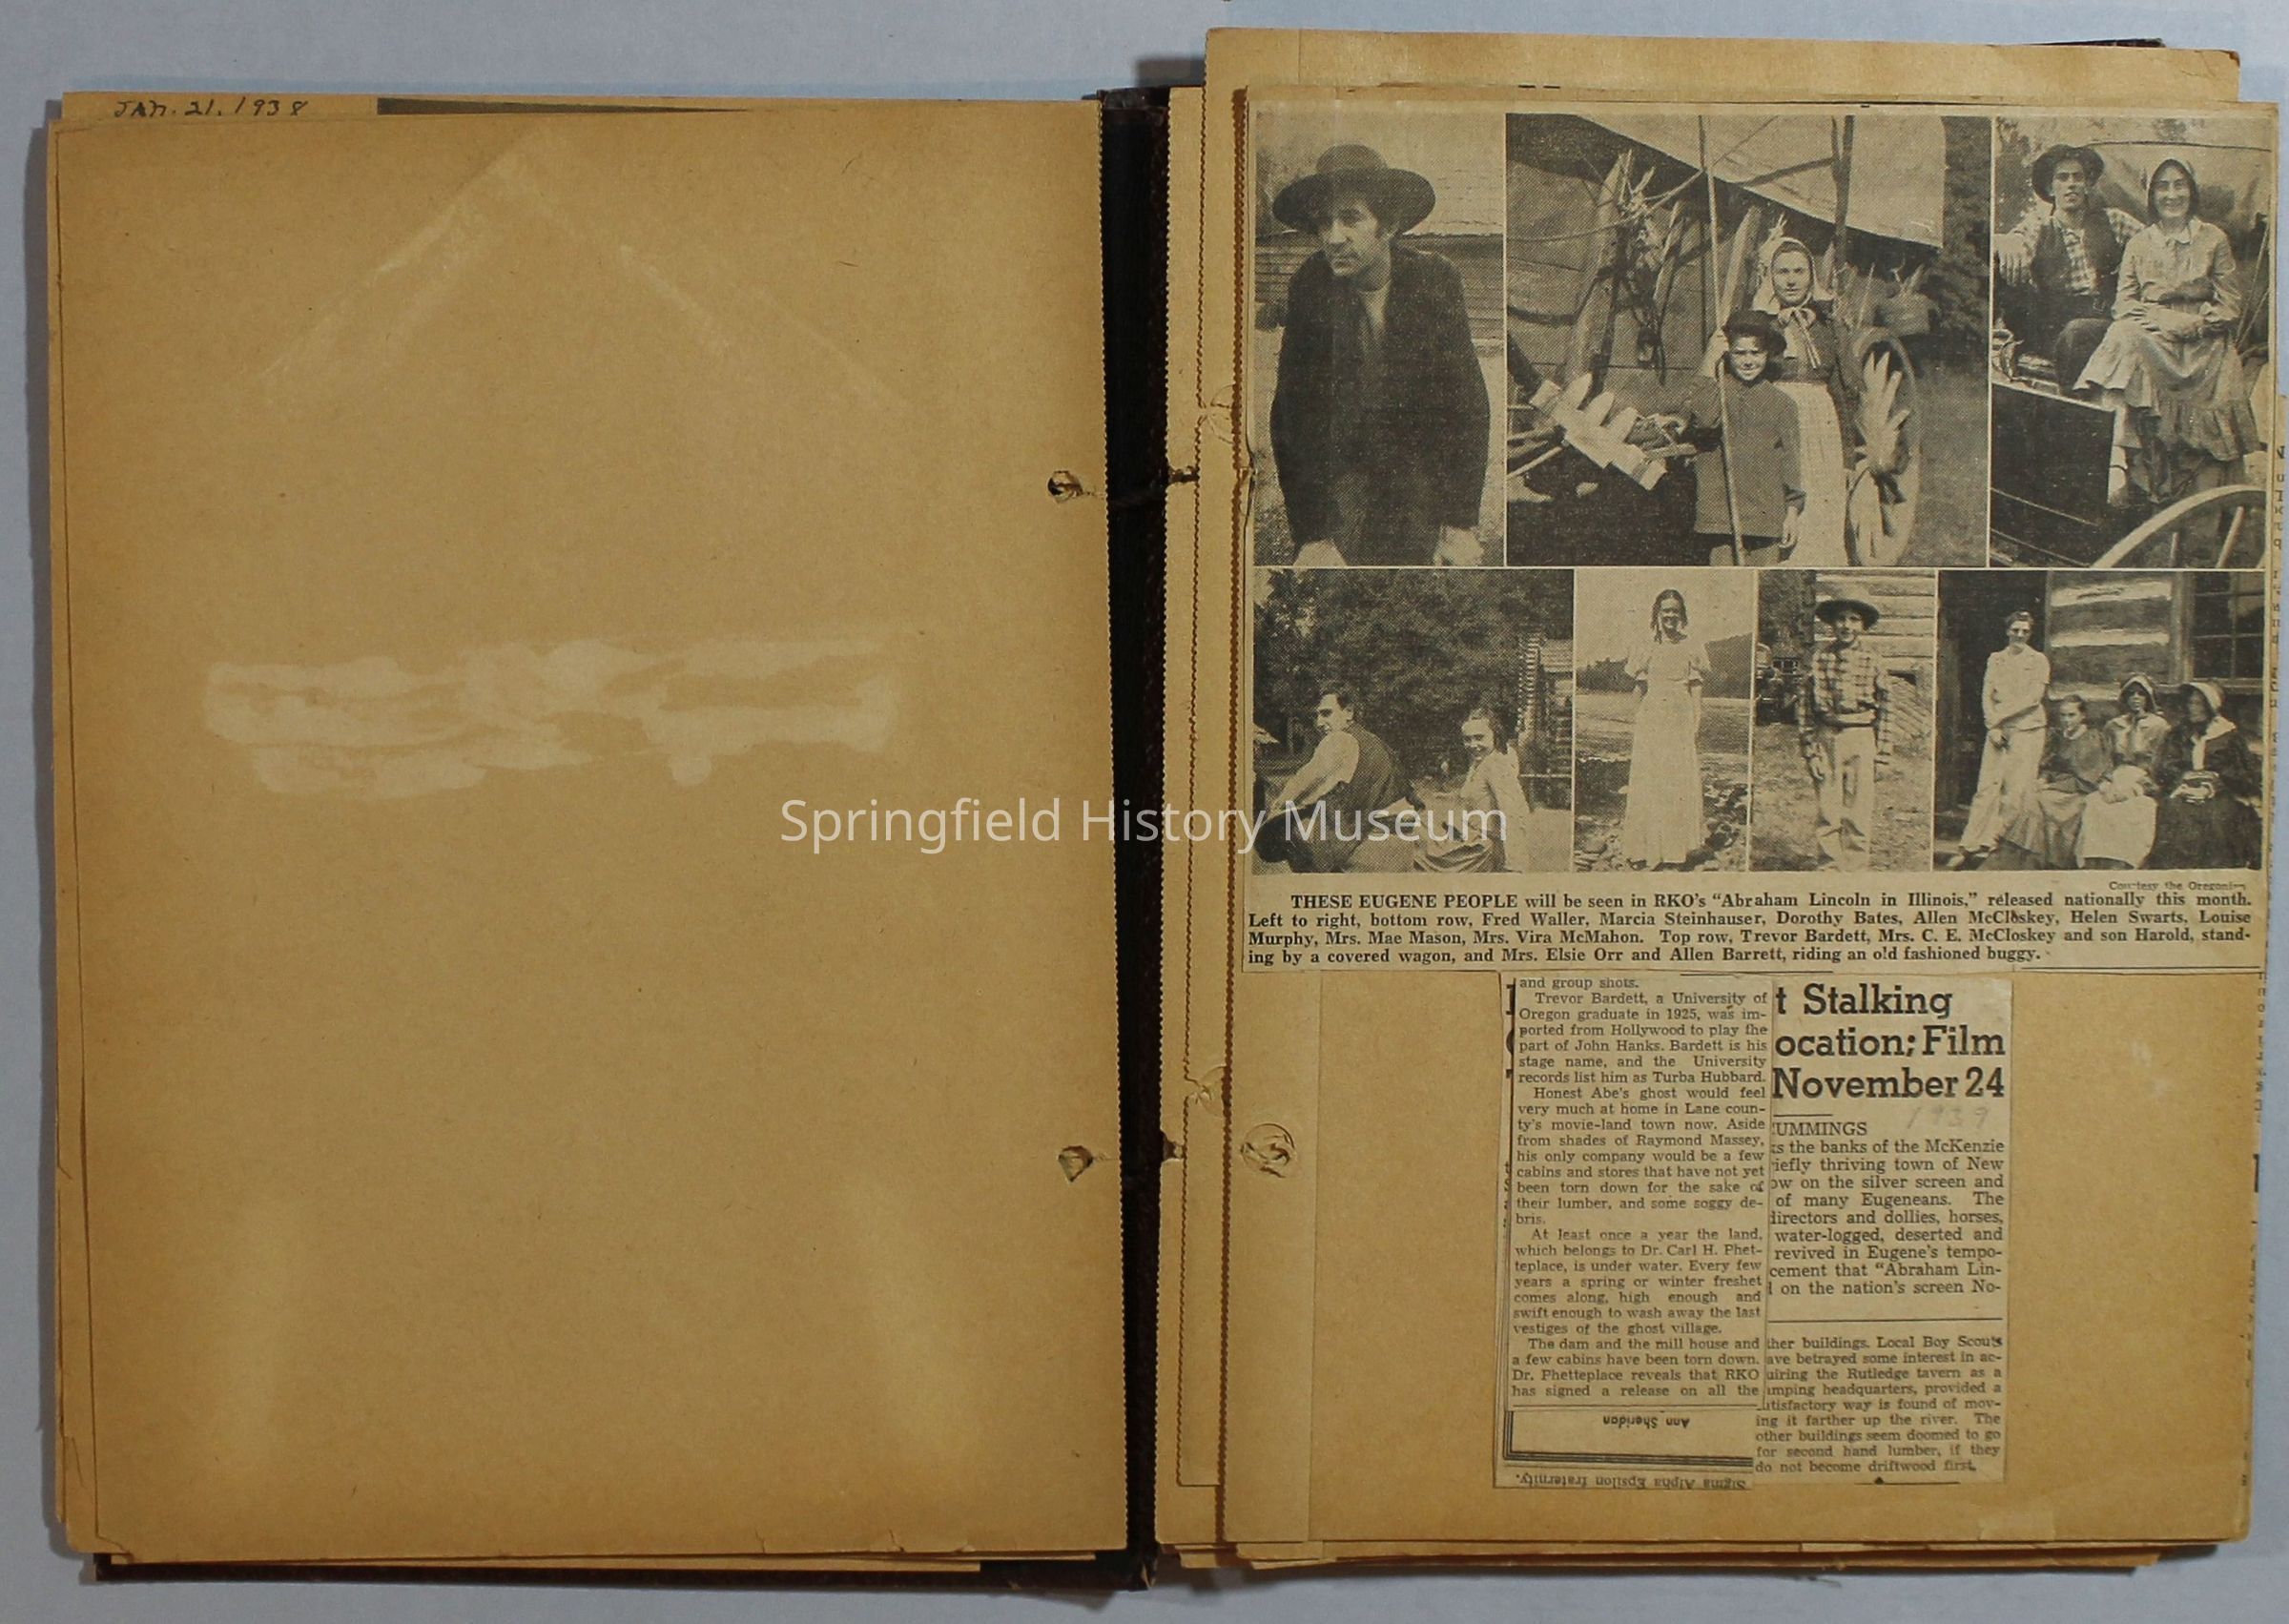 JAN. 21. 1938
Courtesy the Oregonian
THESE EUGENE PEOPLE will be seen in RKO's "Abraham Lincoln in Illinois," released nationally this month.
Left to right, bottom row, Fred Waller, Marcia Steinhauser, Dorothy Bates, Allen McCloskey, Helen Swarts, Louise
Murphy, Mrs. Mae Mason, Mrs. Vira McMahon. Top row, Trevor Bardett, Mrs. C. E. McCloskey and son Harold, stand-
ing by a covered wagon, and Mrs. Elsie Orr and Allen Barrett, riding an old fashioned buggy.
and group shots.
Trevor Bardett, a University of
Oregon graduate in 1925, was im-
ported from Hollywood to play the
part of John Hanks. Bardett is his
stage name, and the University
records list him as Turba Hubbard.
Honest Abe's ghost would feel
very much at home in Lane coun-
ty's movie-land town now. Aside
from shades of Raymond Massey,
his only company would be a few
cabins and stores that have not yet
been torn down for the sake of
their lumber, and some soggy de-
bris.
At least once a year the land,
which belongs to Dr. Carl H. Phet-
teplace, is under water. Every few
years a spring or winter freshet
comes along, high enough and
swift enough to wash away the last
vestiges of the ghost village.
The dam and the mill house and
a few cabins have been torn down.
Dr. Phetteplace reveals that RKO
has signed a release on all the
Ann Sheridan
Sigma Alpha Epsilon fraternity.
t Stalking
ocation; Film
November 24
1939
UMMINGS
s the banks of the McKenzie
iefly thriving town of New
ow on the silver screen and
of many Eugeneans. The
directors and dollies, horses,
water-logged, deserted and
revived in Eugene's tempo-
cement that "Abraham Lin-
l on the nation's screen No-
ther buildings. Local Boy Scouts
ave betrayed some interest in ac-
uiring the Rutledge tavern as a
amping headquarters, provided a
atisfactory way is found of mov-
ing it farther up the river. The
other buildings seem doomed to go
for second hand lumber, if they
do not become driftwood first.
Springfield History Museum